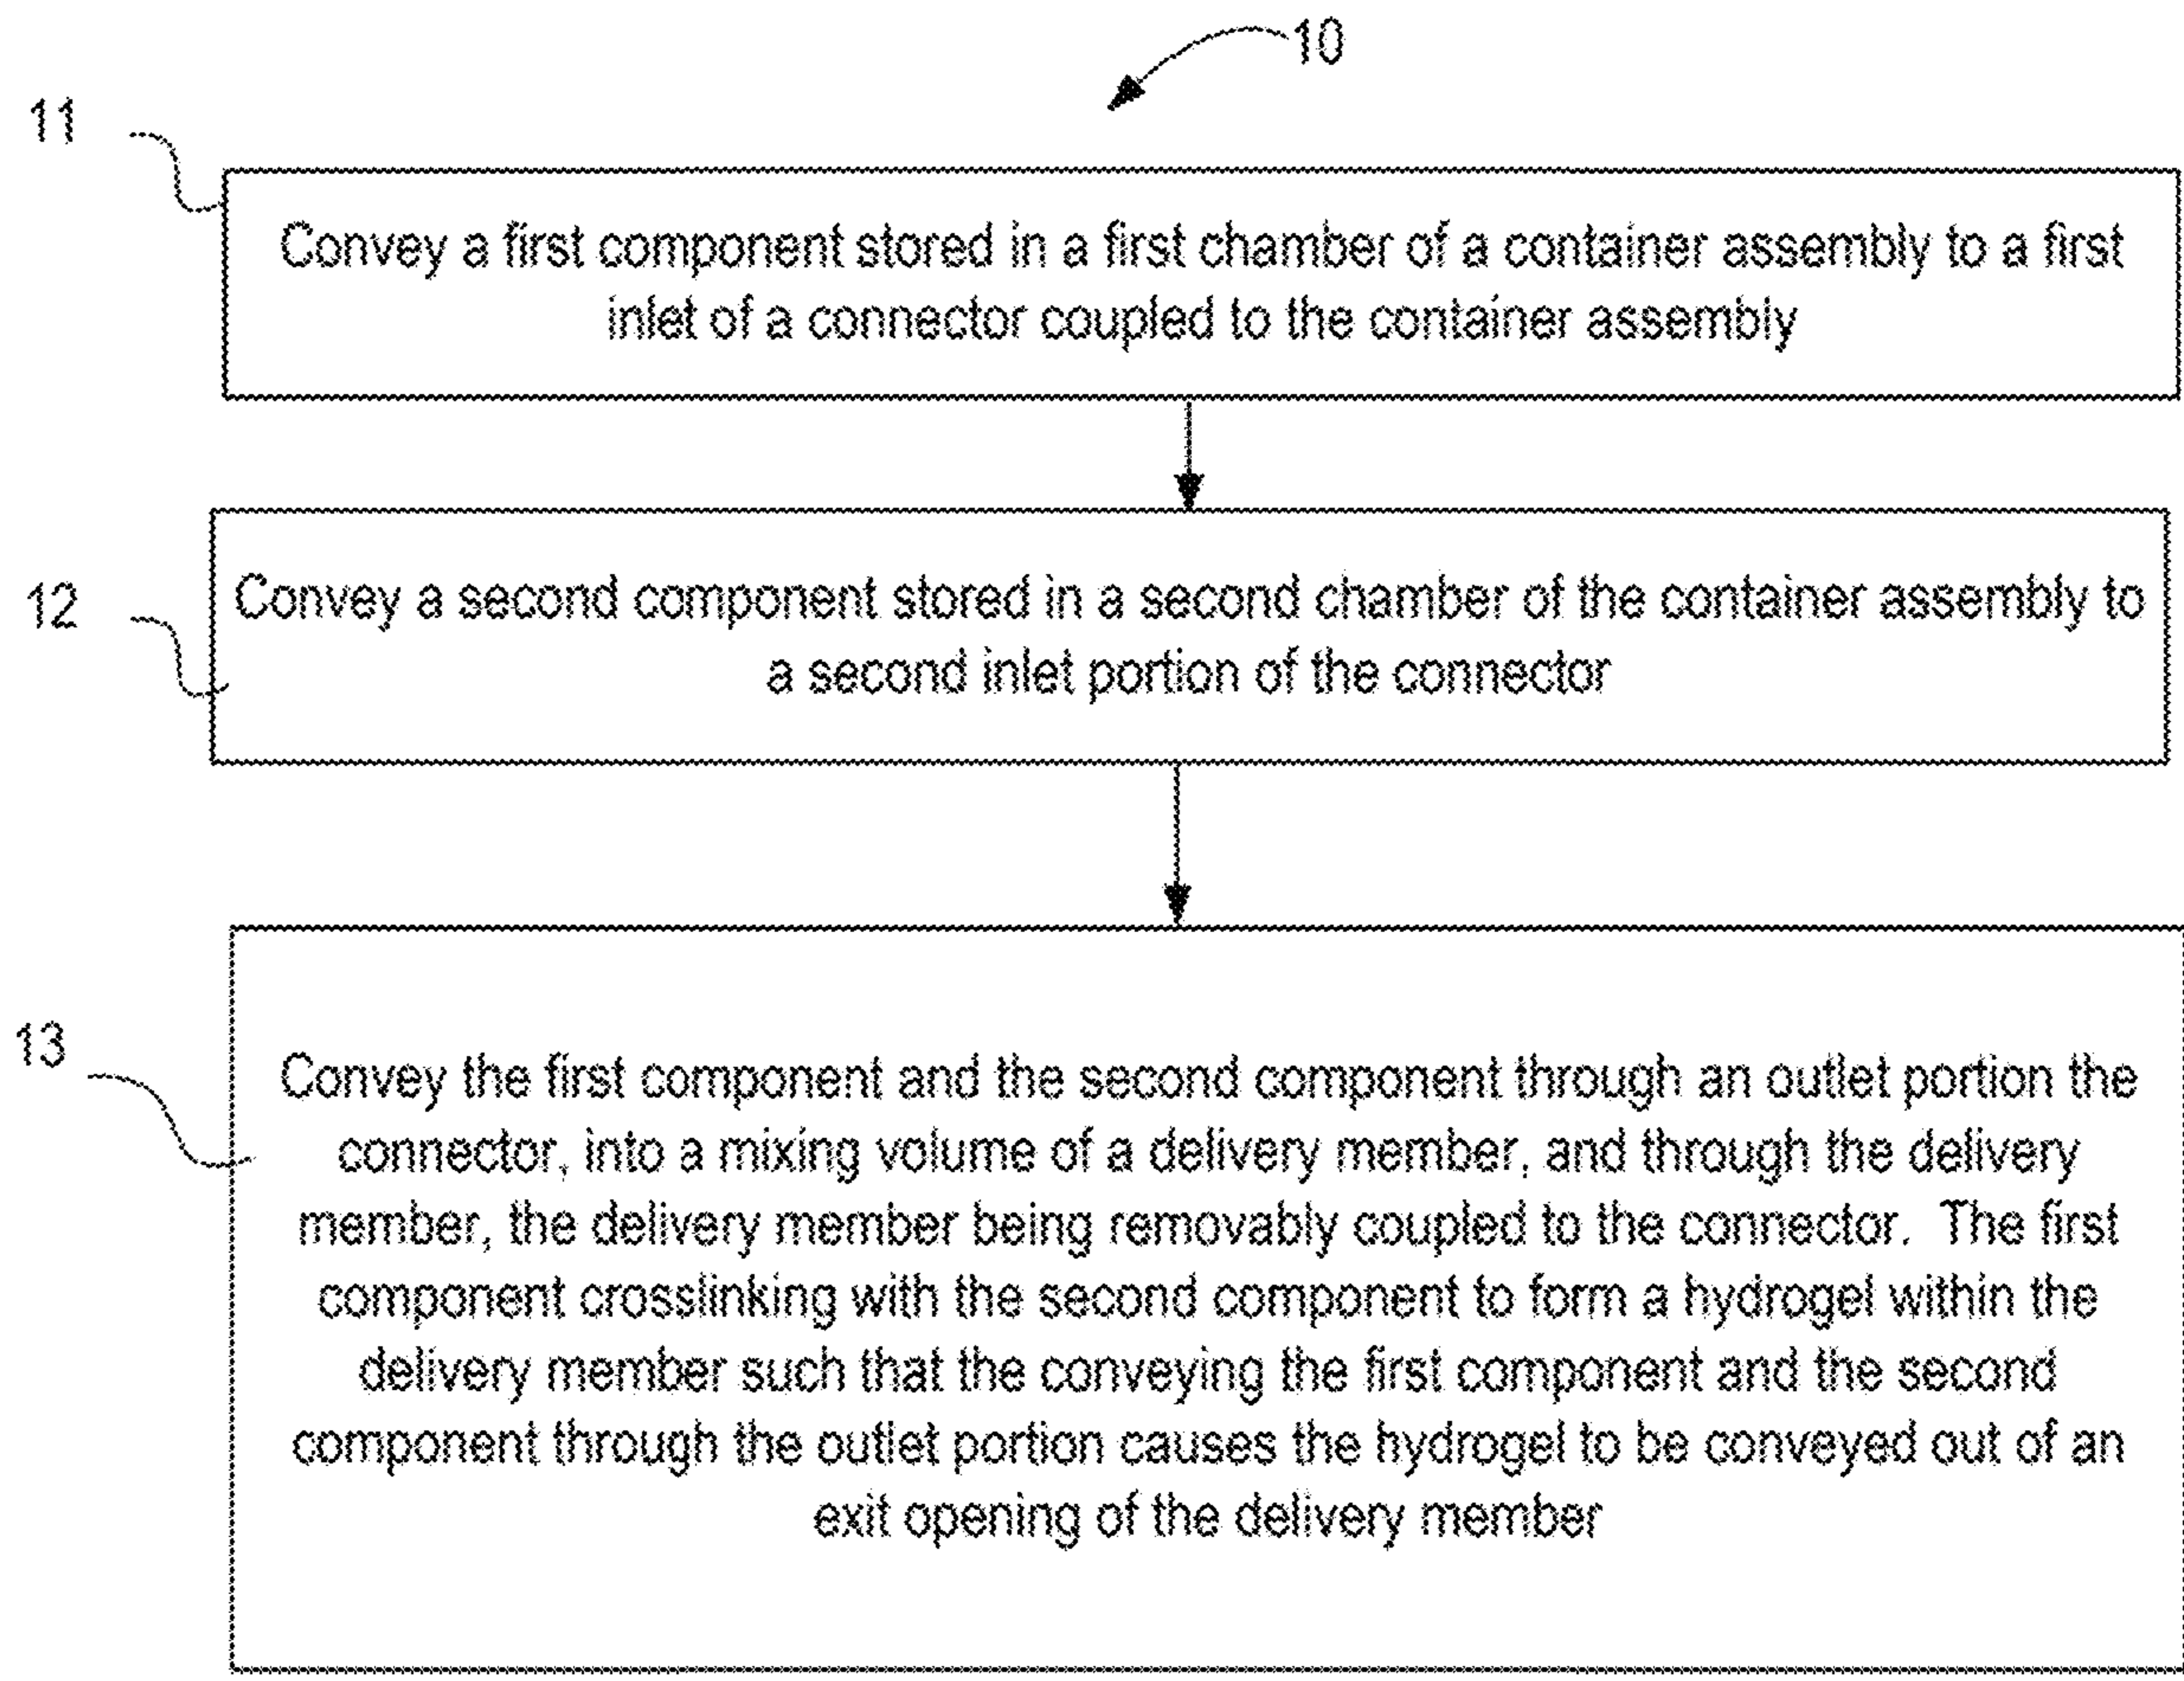 10
11
Convey a first component stored in a first chamber of a container assembly to a first
inlet of a connector coupled to the container assembly
12
Convey a second component stored in a second chamber of the container assembly to
a second inlet portion of the connector
13
Convey the first component and the second component through an outlet portion the
connector, into a mixing volume of a delivery member, and through the delivery
member, the delivery member being removably coupled to the connector. The first
component crosslinking with the second component to form a hydrogel within the
delivery member such that the conveying the first component and the second
component through the outlet portion causes the hydrogel to be conveyed out of an
exit opening of the delivery member